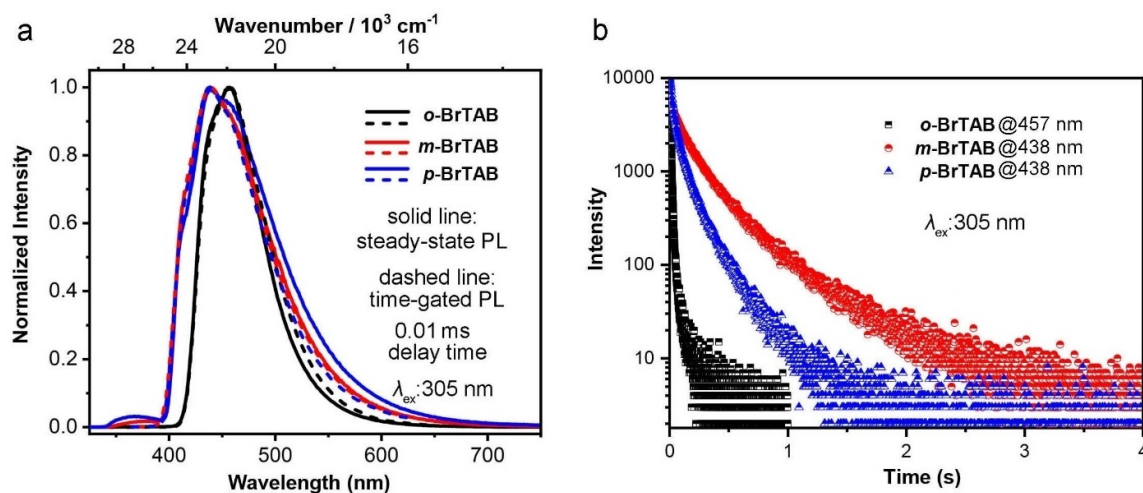 a
Wavenumber / 10³ cm⁻¹
28 24 20 16
Normalized Intensity
1.0
0.8
0.6
0.4
0.2
0.0
o-BrTAB
m-BrTAB
p-BrTAB
solid line:
steady-state PL
dashed line:
time-gated PL
0.01 ms
delay time
λex:305 nm
400 500 600 700
Wavelength (nm)
b
Intensity
10000
1000
100
10
o-BrTAB@457 nm
m-BrTAB@438 nm
p-BrTAB@438 nm
λex:305 nm
0 1 2 3 4
Time (s)